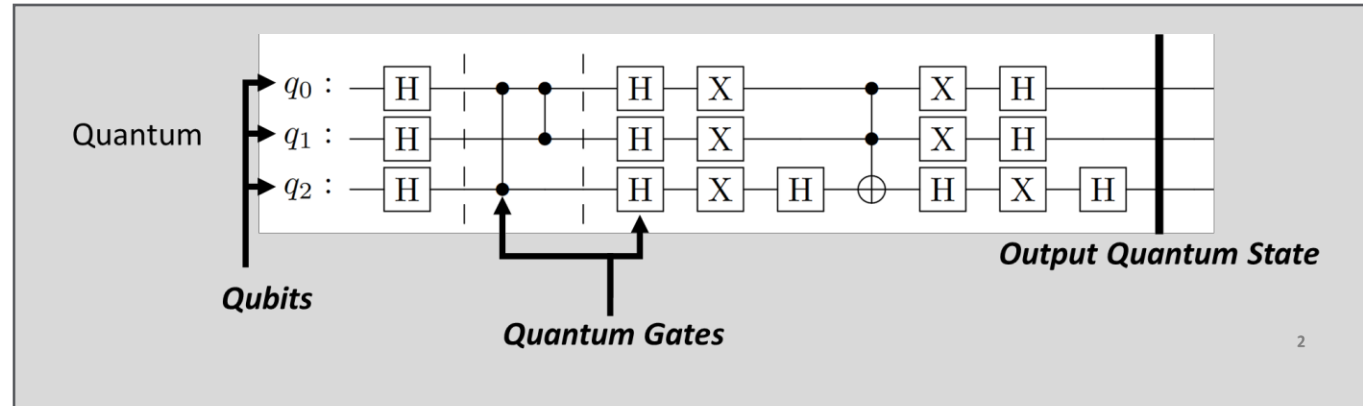 q0 : H H X X H
Quantum q1 : H H X X H
q2 : H H X H H X H
Output Quantum State
Qubits
Quantum Gates
2